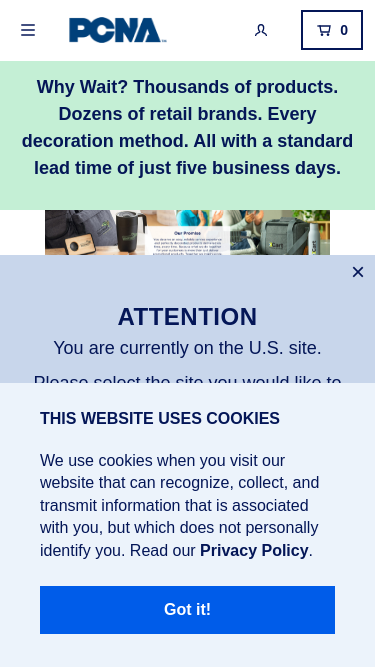 PCNA
0
Why Wait? Thousands of products.
Dozens of retail brands. Every
decoration method. All with a standard
lead time of just five business days.
Our Promise
ATTENTION
You are currently on the U.S. site.
Please select the site you would like to
THIS WEBSITE USES COOKIES
We use cookies when you visit our
website that can recognize, collect, and
transmit information that is associated
with you, but which does not personally
identify you. Read our Privacy Policy.
Got it!